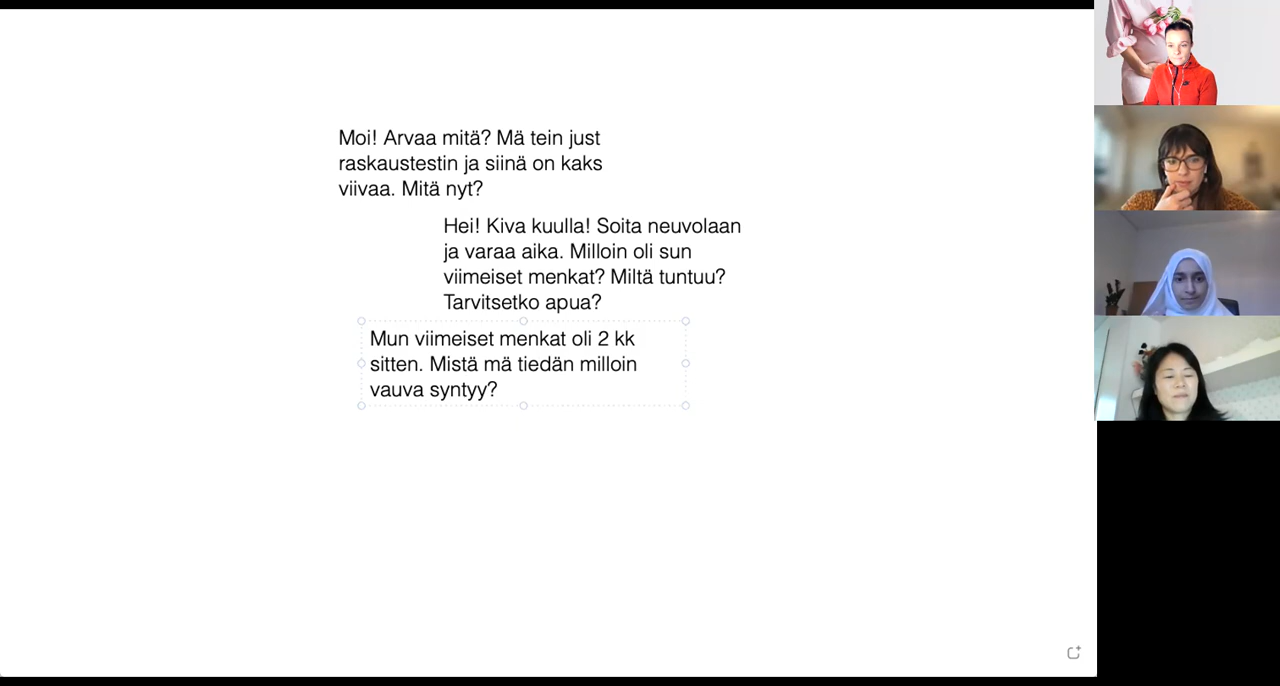 Moi! Arvaa mitä? Mä tein just
raskaustestin ja siinä on kaks
viivaa. Mitä nyt?
Hei! Kiva kuulla! Soita neuvolaan
ja varaa aika. Milloin oli sun
viimeiset menkat? Miltä tuntuu?
Tarvitsetko apua?
Mun viimeiset menkat oli 2 kk
sitten. Mistä mä tiedän milloin
vauva syntyy?